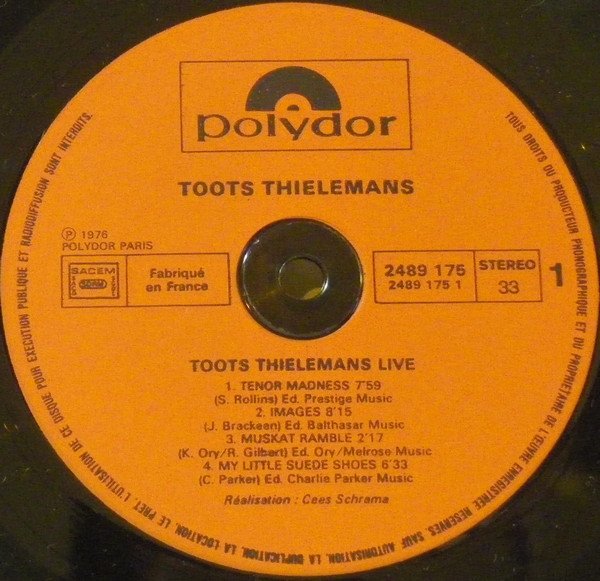 polydor
TOOTS THIELEMANS
Ⓟ 1976
POLYDOR PARIS
SACEM
Fabriqué
en France
2489 175
2489 175 1
STEREO
33
1
TOOTS THIELEMANS LIVE
1. TENOR MADNESS 7'59
(S. Rollins) Ed. Prestige Music
2. IMAGES 8'15
(J. Brackeen) Ed. Balthasar Music
3. MUSKAT RAMBLE 2'17
(K. Ory/R. Gilbert) Ed. Ory/Melrose Music
4. MY LITTLE SUEDE SHOES 6'33
(C. Parker) Ed. Charlie Parker Music
Réalisation : Cees Schrama
TOUS DROITS DU PRODUCTEUR PHONOGRAPHIQUE ET DU PROPRIETAIRE DE L'ŒUVRE ENREGISTREE RESERVES SAUF AUTORISATION, LA DUPLICATION, LA LOCATION, LE PRET, L'UTILISATION DE CE DISQUE POUR EXECUTION PUBLIQUE ET RADIODIFFUSION SONT INTERDITS.